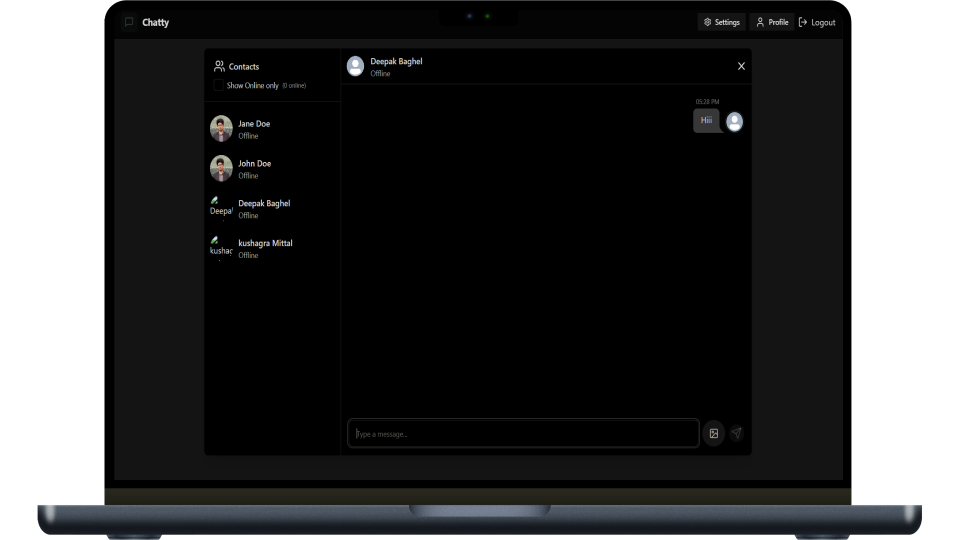 Chatty
Settings
Profile
Logout
Contacts
Show Online only (0 online)
Jane Doe
Offline
John Doe
Offline
Deepak Baghel
Offline
Deepal
kushagra Mittal
Offline
kushag
Deepak Baghel
Offline
05:28 PM
Hiii
Type a message...